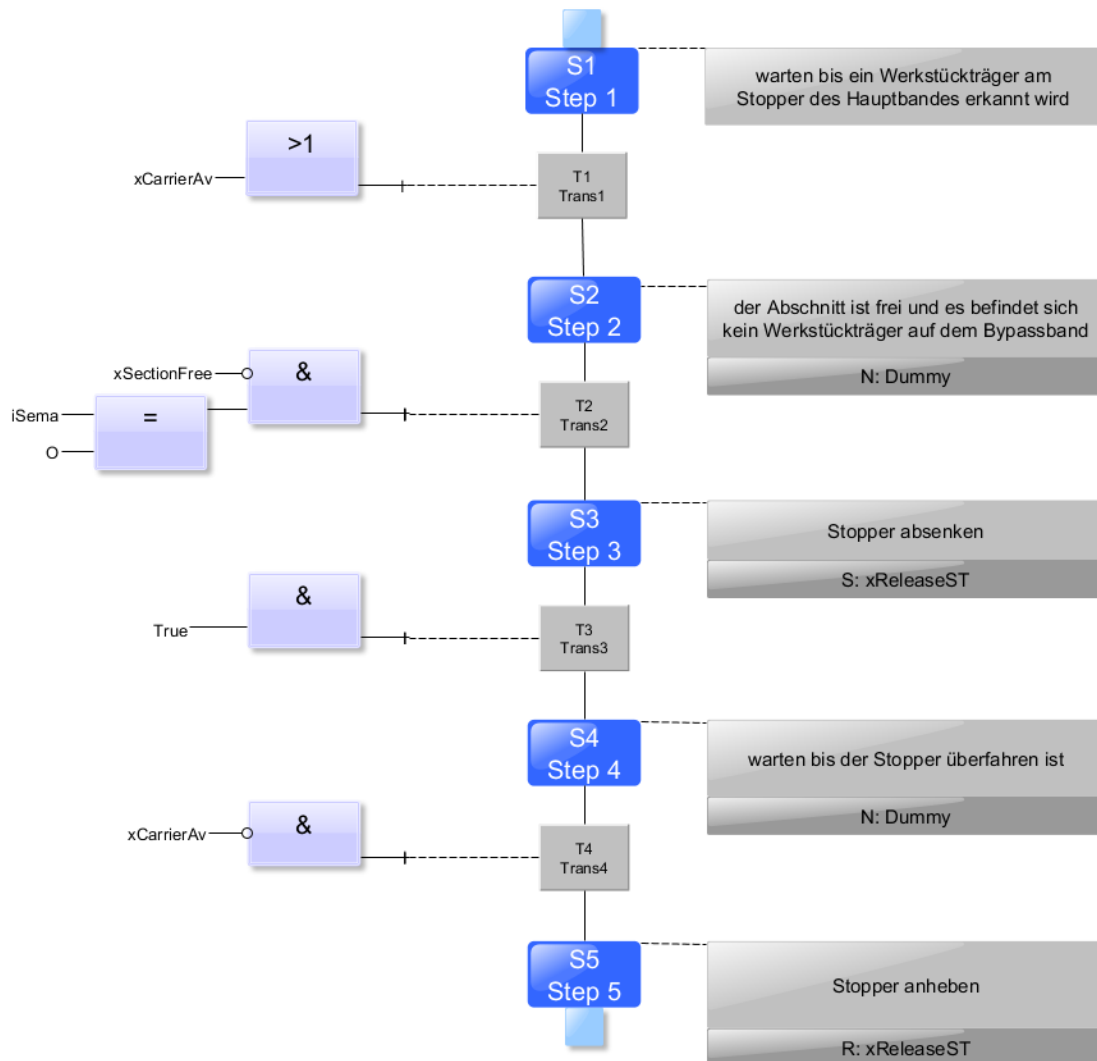 S1
Step 1
warten bis ein Werkstückträger am
Stopper des Hauptbandes erkannt wird
>1
xCarrierAv
T1
Trans1
S2
Step 2
der Abschnitt ist frei und es befindet sich
kein Werkstückträger auf dem Bypassband
N: Dummy
xSectionFree
&
iSema
=
O
T2
Trans2
S3
Step 3
Stopper absenken
S: xReleaseST
&
True
T3
Trans3
S4
Step 4
warten bis der Stopper überfahren ist
N: Dummy
&
xCarrierAv
T4
Trans4
S5
Step 5
Stopper anheben
R: xReleaseST